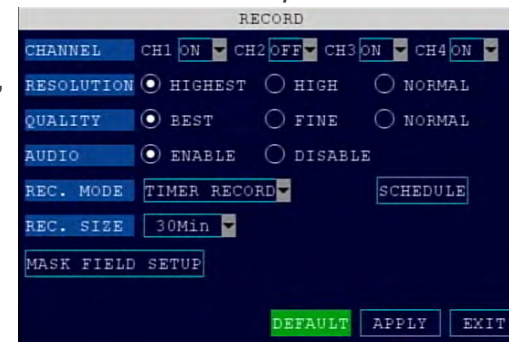 RECORD
CHANNEL CH1 ON CH2 OFF CH3 ON CH4 ON
RESOLUTION HIGHEST HIGH NORMAL
QUALITY BEST FINE NORMAL
AUDIO ENABLE DISABLE
REC. MODE TIMER RECORD SCHEDULE
REC. SIZE 30Min
MASK FIELD SETUP
DEFAULT APPLY EXIT